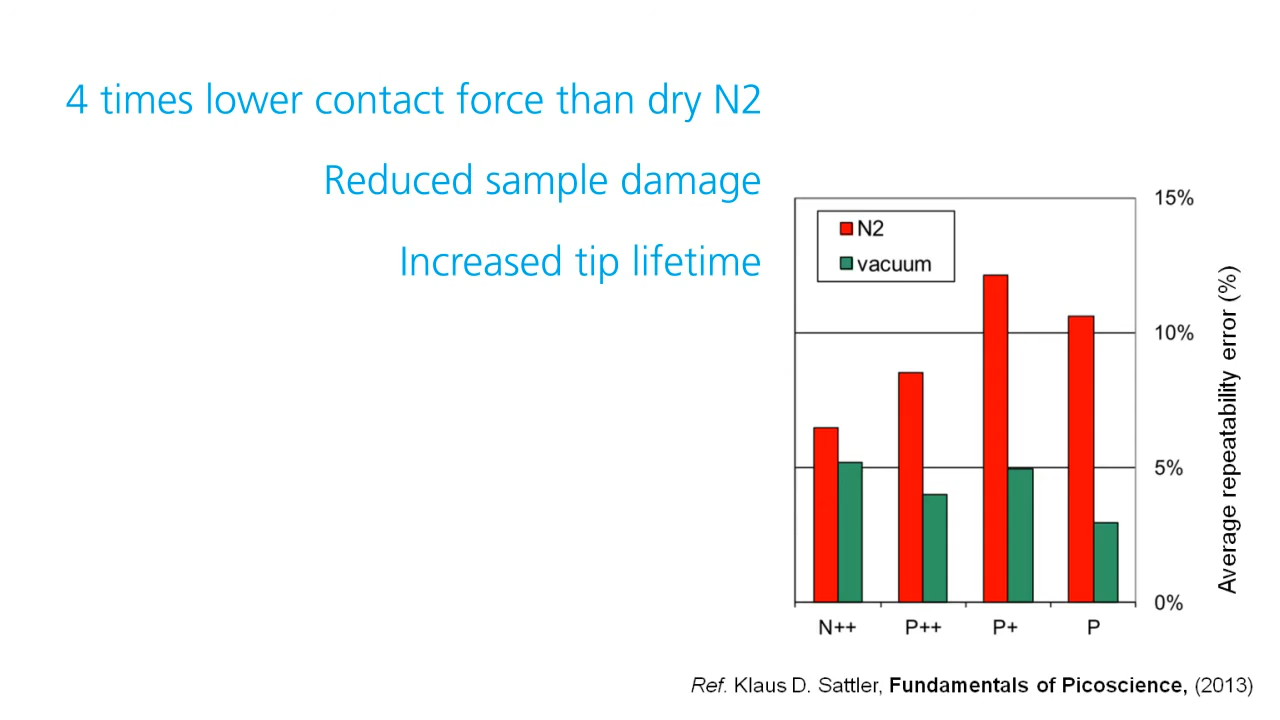 4 times lower contact force than dry N2
Reduced sample damage
Increased tip lifetime
N2
vacuum
15%
10%
5%
0%
Average repeatability error (%)
N++ P++ P+ P
Ref. Klaus D. Sattler, Fundamentals of Picoscience, (2013)